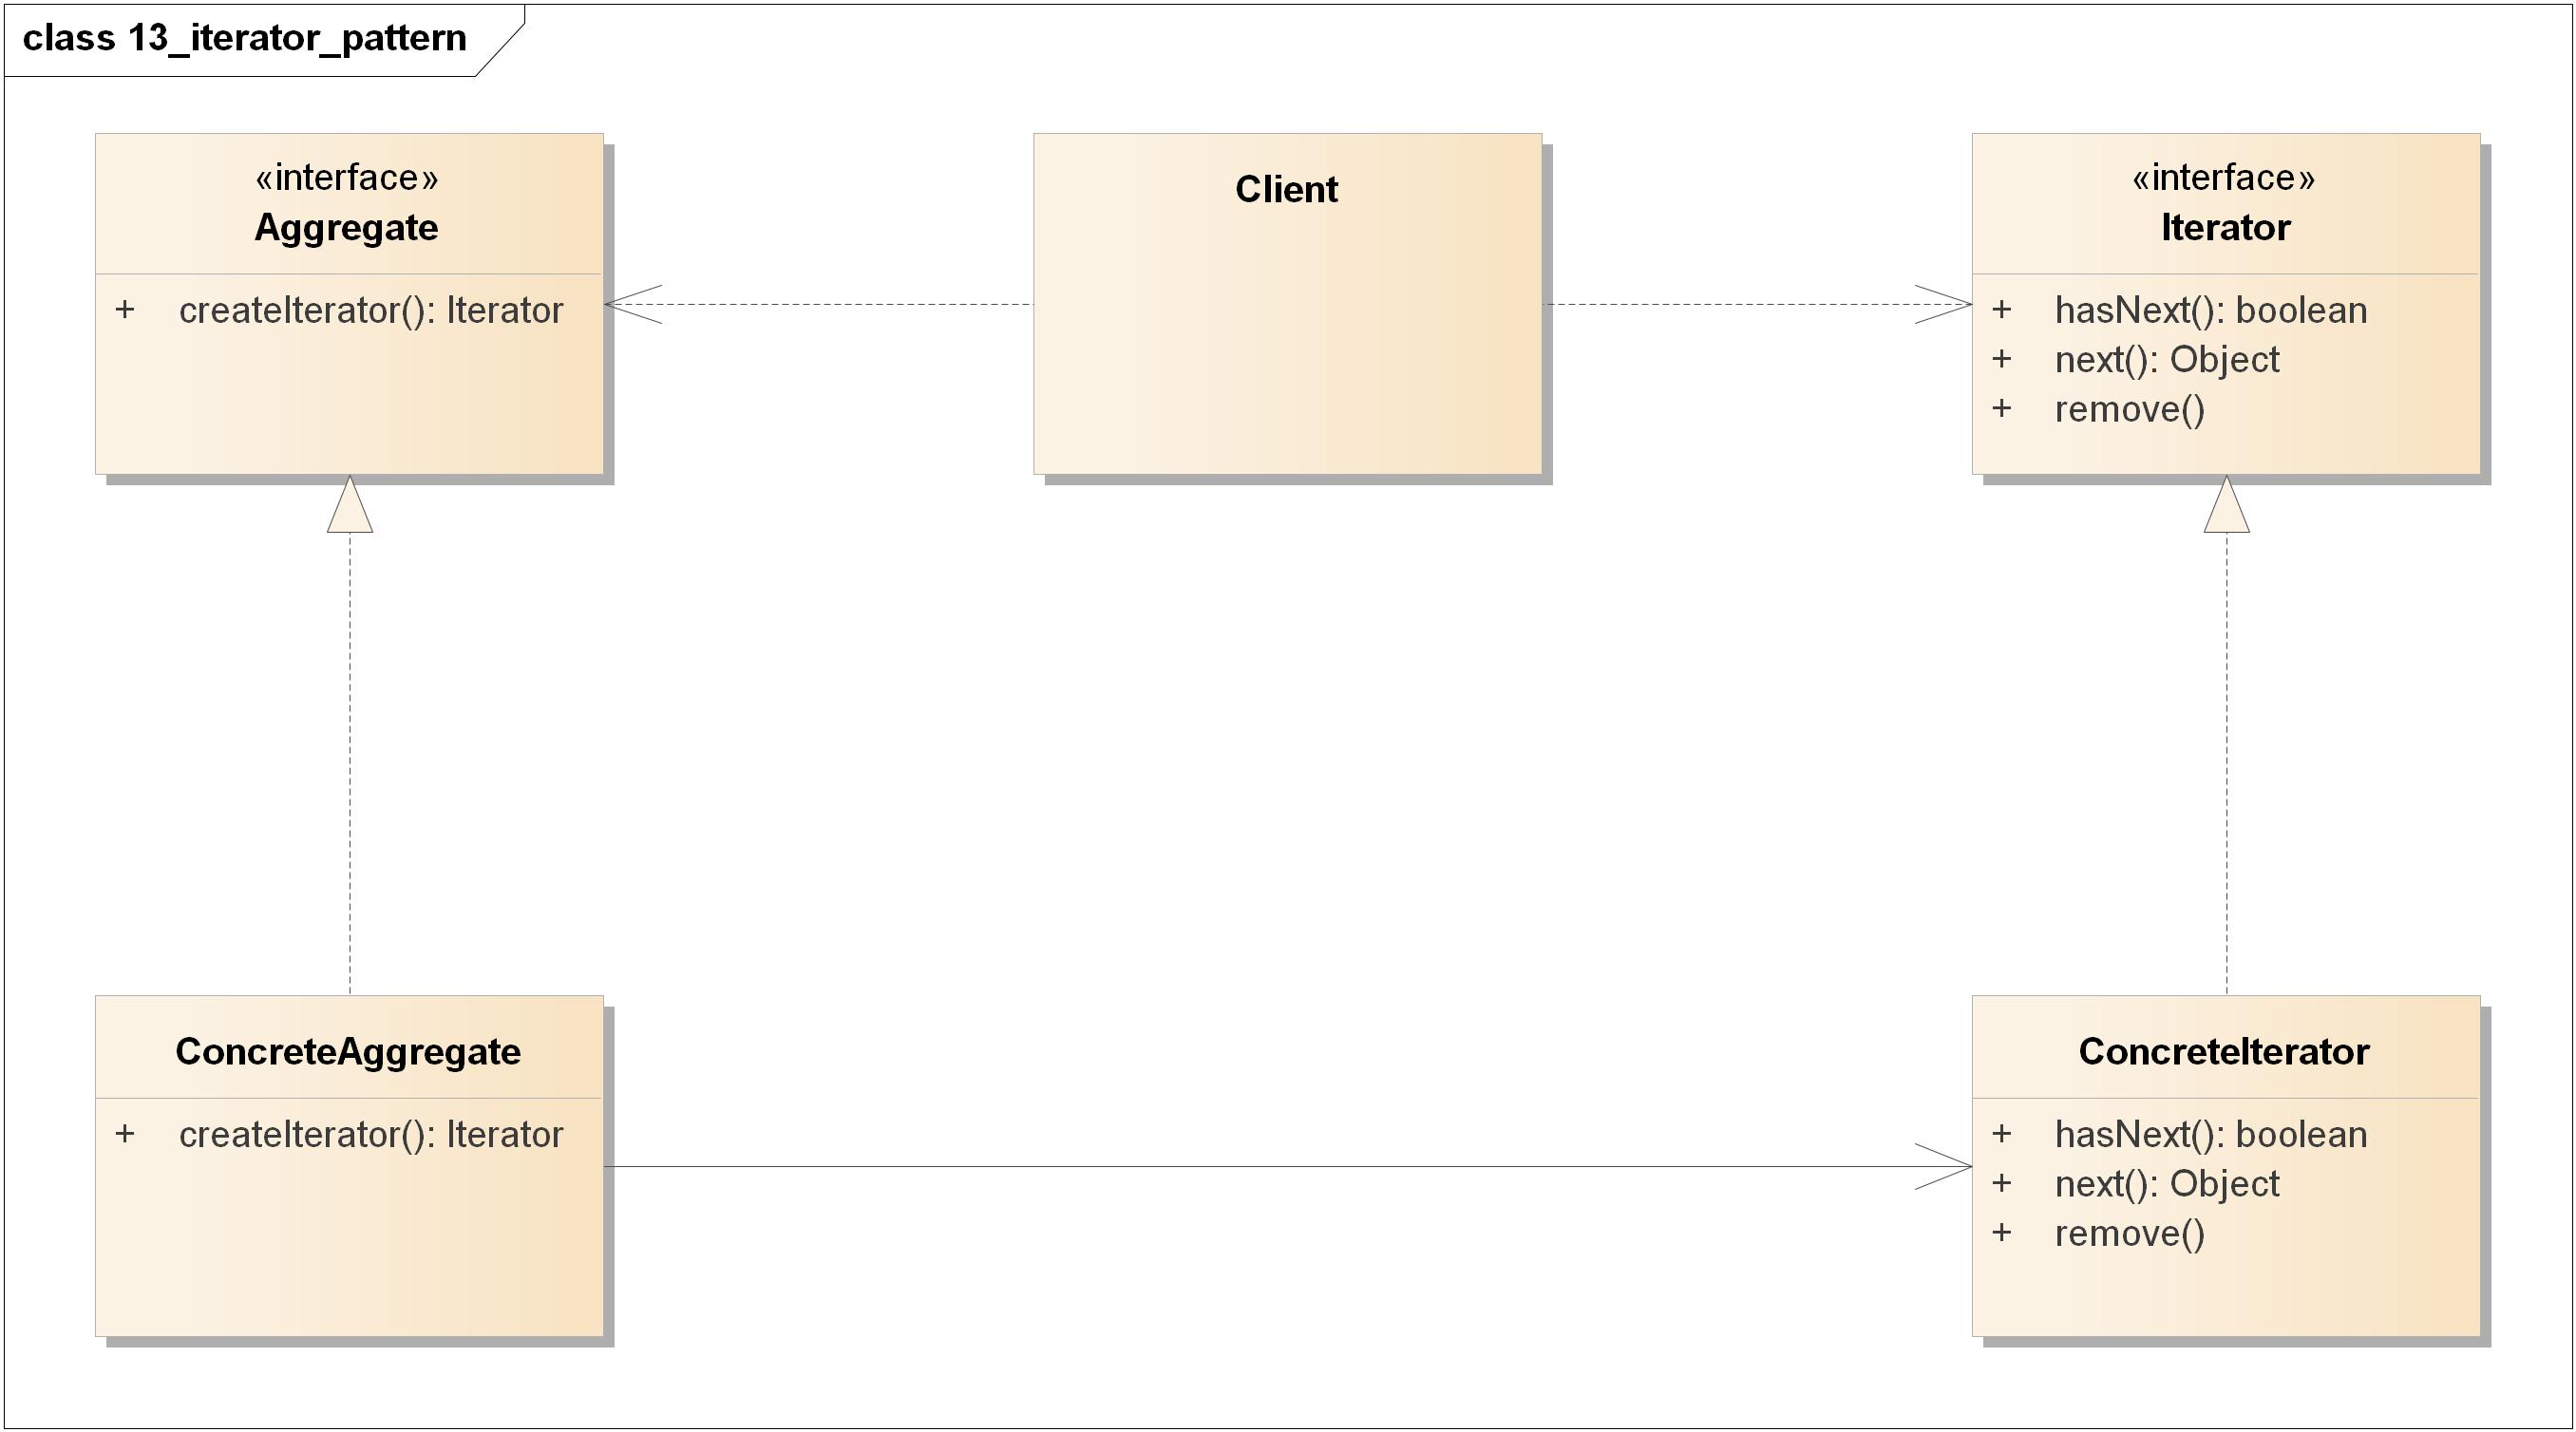 class 13_iterator_pattern
«interface»
Aggregate
+ createIterator(): Iterator
Client
«interface»
Iterator
+ hasNext(): boolean
+ next(): Object
+ remove()
ConcreteAggregate
+ createIterator(): Iterator
ConcreteIterator
+ hasNext(): boolean
+ next(): Object
+ remove()